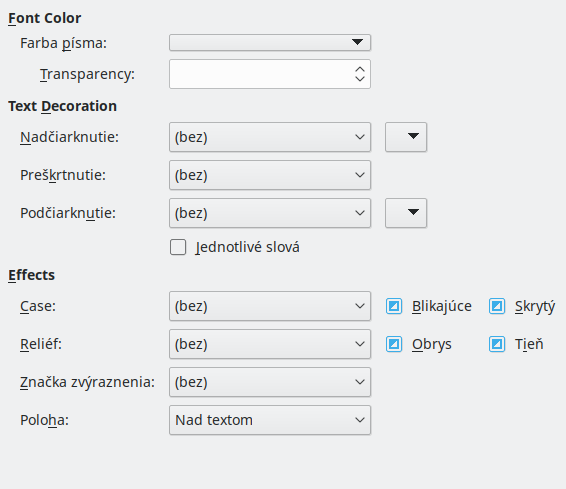 Font Color
Farba písma:
Transparency:
Text Decoration
Nadčiarknutie: (bez)
Preškrtnutie: (bez)
Podčiarknutie: (bez)
Jednotlivé slová
Effects
Case: (bez) Blikajúce Skrytý
Reliéf: (bez) Obrys Tieň
Značka zvýraznenia: (bez)
Poloha: Nad textom